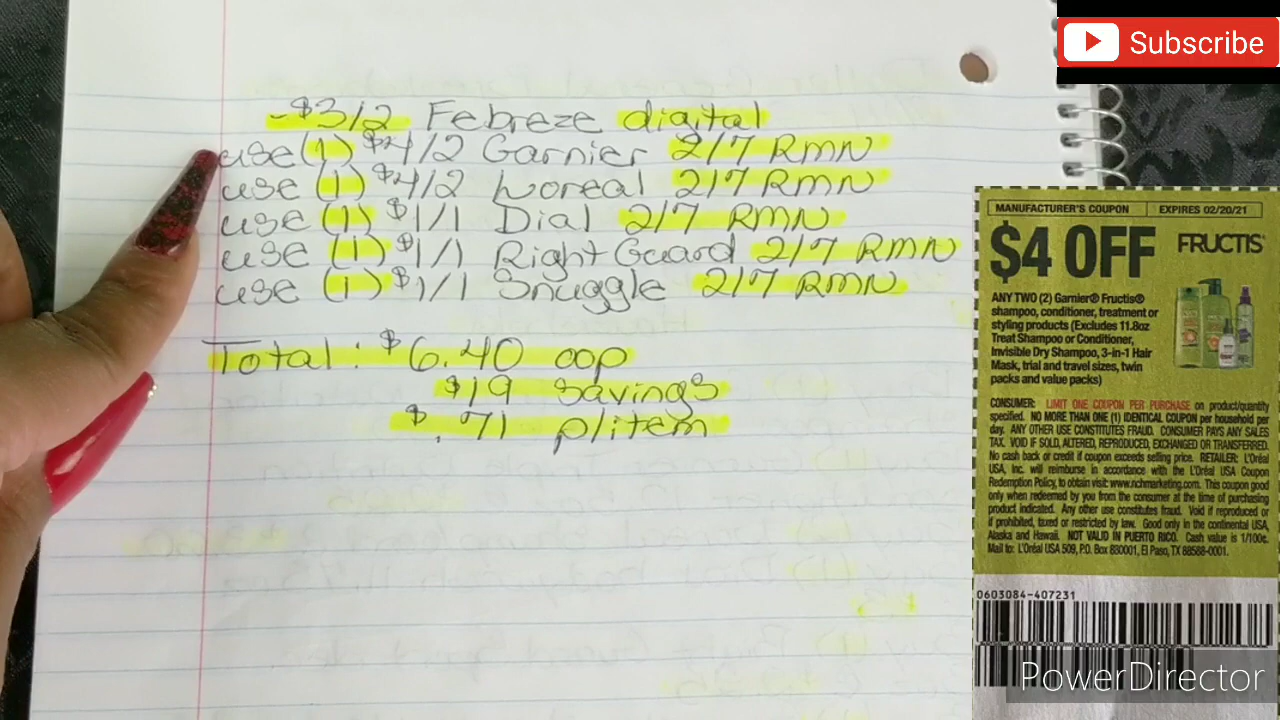 Subscribe
-$3/2 Febreze digital
use (1) $4/2 Garnier 2/7 RMN
use (1) $4/2 Loreal 2/7 RMN
use (1) $1/1 Dial 2/7 RMN
use (1) $1/1 Right Guard 2/7 RMN
use (1) $1/1 Snuggle 2/7 RMN
Total: $6.40 oop
$19 savings
$.71 p/item
MANUFACTURER'S COUPON EXPIRES 02/20/21
$4 OFF FRUCTIS
ANY TWO (2) Garnier® Fructis®
shampoo, conditioner, treatment or
styling products (Excludes 11.8oz
Treat Shampoo or Conditioner,
Invisible Dry Shampoo, 3-in-1 Hair
Mask, trial and travel sizes, twin
packs and value packs)
CONSUMER: LIMIT ONE COUPON PER PURCHASE on product/quantity
specified. NO MORE THAN ONE (1) IDENTICAL COUPON per household per
day. ANY OTHER USE CONSTITUTES FRAUD. CONSUMER PAYS ANY SALES
TAX. VOID IF SOLD, ALTERED, REPRODUCED, EXCHANGED OR TRANSFERRED.
No cash back or credit if coupon exceeds selling price. RETAILER: L'Oréal
USA, Inc. will reimburse in accordance with the L'Oréal USA Coupon
Redemption Policy, to obtain visit: www.nchmarketing.com. This coupon good
only when redeemed by you from the consumer at the time of purchasing
product indicated. Any other use constitutes fraud. Void if reproduced or
if prohibited, taxed or restricted by law. Good only in the continental USA,
Alaska and Hawaii. NOT VALID IN PUERTO RICO. Cash value is 1/100¢.
Mail to: L'Oréal USA 509, P.O. Box 880001, El Paso, TX 88588-0001.
0603084-407231
PowerDirector